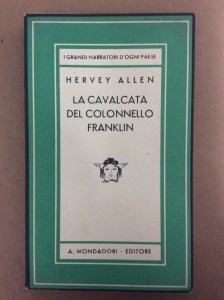 I GRANDI NARRATORI D'OGNI PAESE
HERVEY ALLEN
LA CAVALCATA
DEL COLONNELLO
FRANKLIN
A. MONDADORI - EDITORE